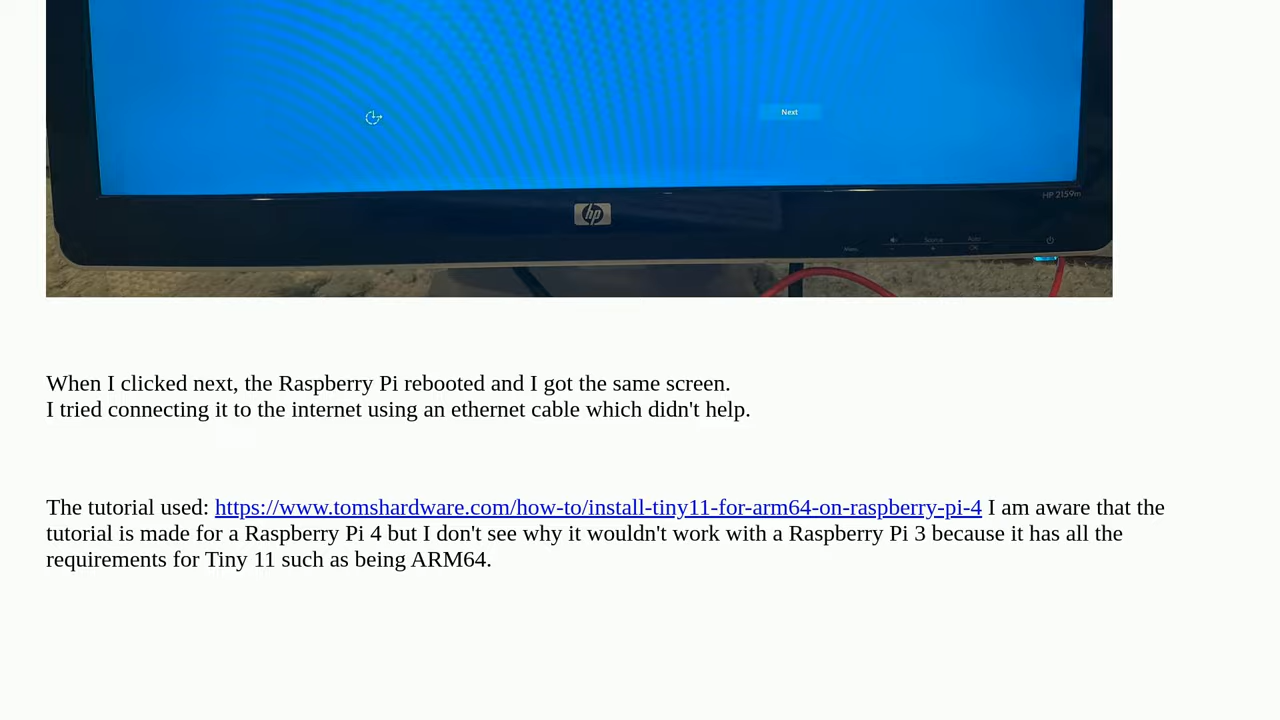 Next
HP 2159m
hp
Menu
Source
Auto
- + OK
When I clicked next, the Raspberry Pi rebooted and I got the same screen.
I tried connecting it to the internet using an ethernet cable which didn't help.
The tutorial used: https://www.tomshardware.com/how-to/install-tiny11-for-arm64-on-raspberry-pi-4 I am aware that the
tutorial is made for a Raspberry Pi 4 but I don't see why it wouldn't work with a Raspberry Pi 3 because it has all the
requirements for Tiny 11 such as being ARM64.